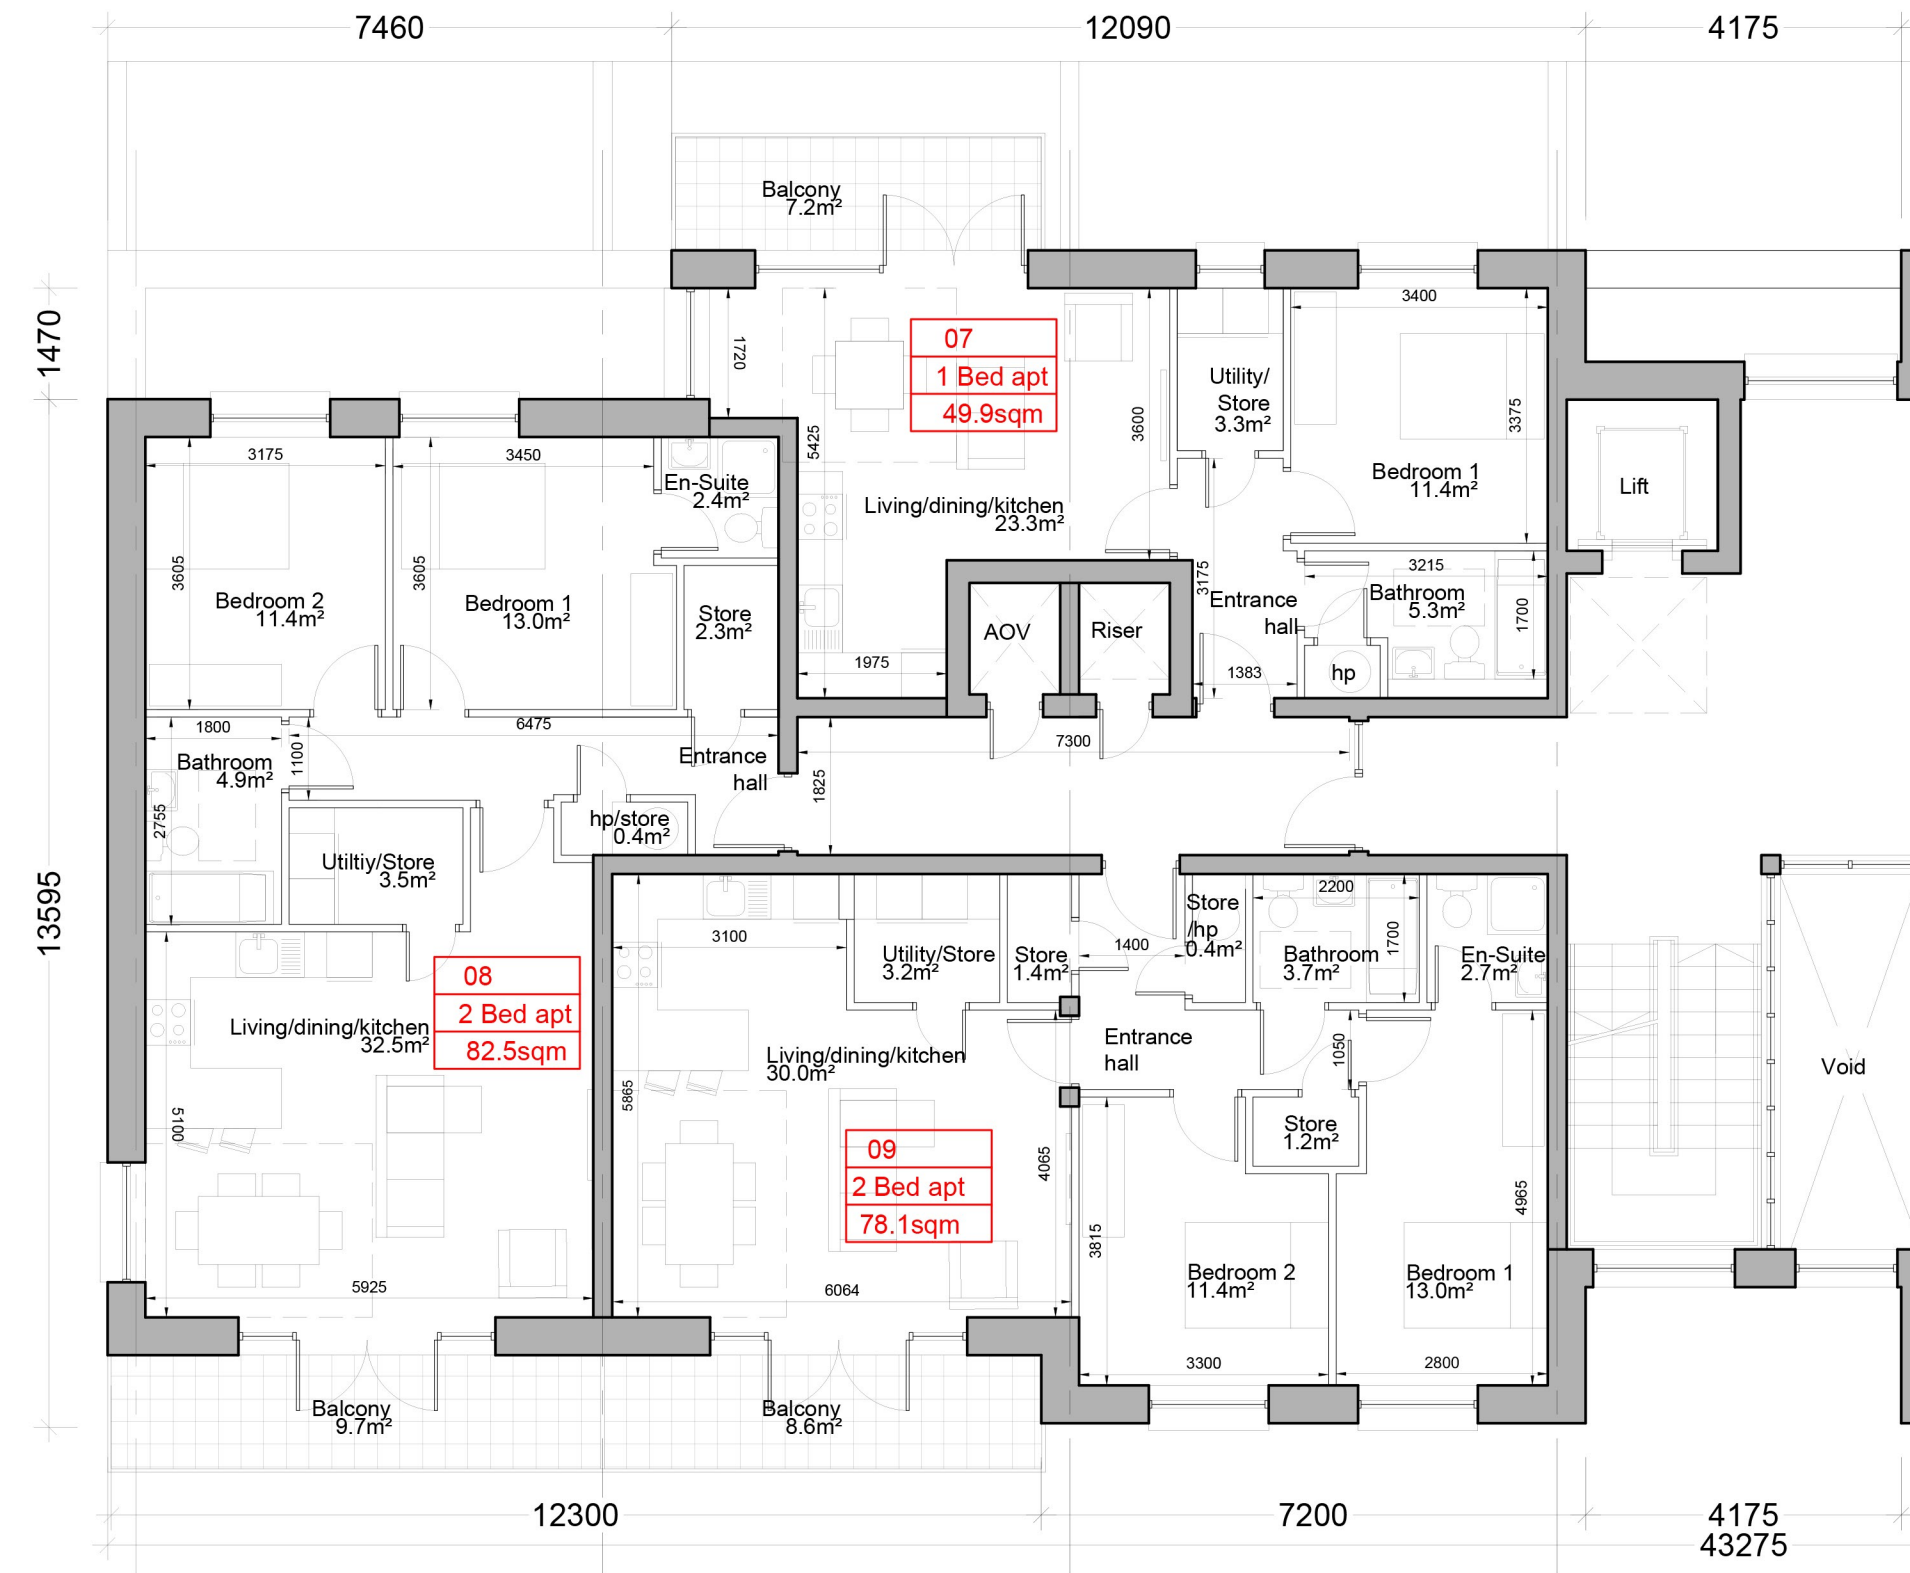 7460
12090
4175
Balcony
7.2m²
1470
1720
5425
07
1 Bed apt
49.9sqm
3600
Utility/
Store
3.3m²
3400
3375
Bedroom 1
11.4m²
Lift
3175
3450
En-Suite
2.4m²
Living/dining/kitchen
23.3m²
3605
3605
Bedroom 2
11.4m²
Bedroom 1
13.0m²
Store
2.3m²
AOV
Riser
3175
Entrance
hall
3215
Bathroom
5.3m²
1700
1975
1383
hp
1800
6475
1100
Bathroom
4.9m²
2755
Entrance
hall
7300
1825
hp/store
0.4m²
Utiltiy/Store
3.5m²
13595
3100
Utility/Store
3.2m²
Store
1.4m²
1400
Store
/hp
0.4m²
2200
Bathroom
3.7m²
1700
En-Suite
2.7m²
08
2 Bed apt
82.5sqm
Living/dining/kitchen
32.5m²
5100
Living/dining/kitchen
30.0m²
5865
Entrance
hall
1050
Void
Store
1.2m²
09
2 Bed apt
78.1sqm
4065
3815
4965
5925
6064
Bedroom 2
11.4m²
Bedroom 1
13.0m²
3300
2800
Balcony
9.7m²
Balcony
8.6m²
12300
7200
4175
43275